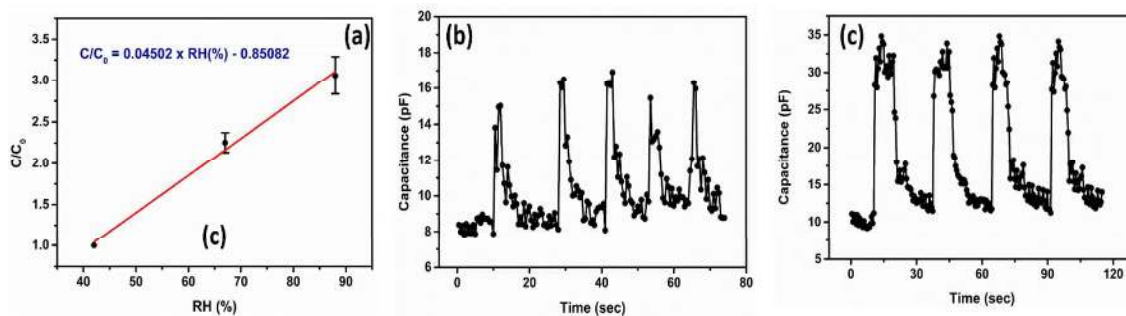 (a)
C/C₀ = 0.04502 x RH(%) - 0.85082
3.5
3.0
2.5
2.0
1.5
1.0
C/C₀
(c)
40 50 60 70 80 90
RH (%)
(b)
20
18
16
14
12
10
8
6
Capacitance (pF)
0 20 40 60 80
Time (sec)
(c)
40
35
30
25
20
15
10
5
Capacitance (pF)
0 30 60 90 120
Time (sec)